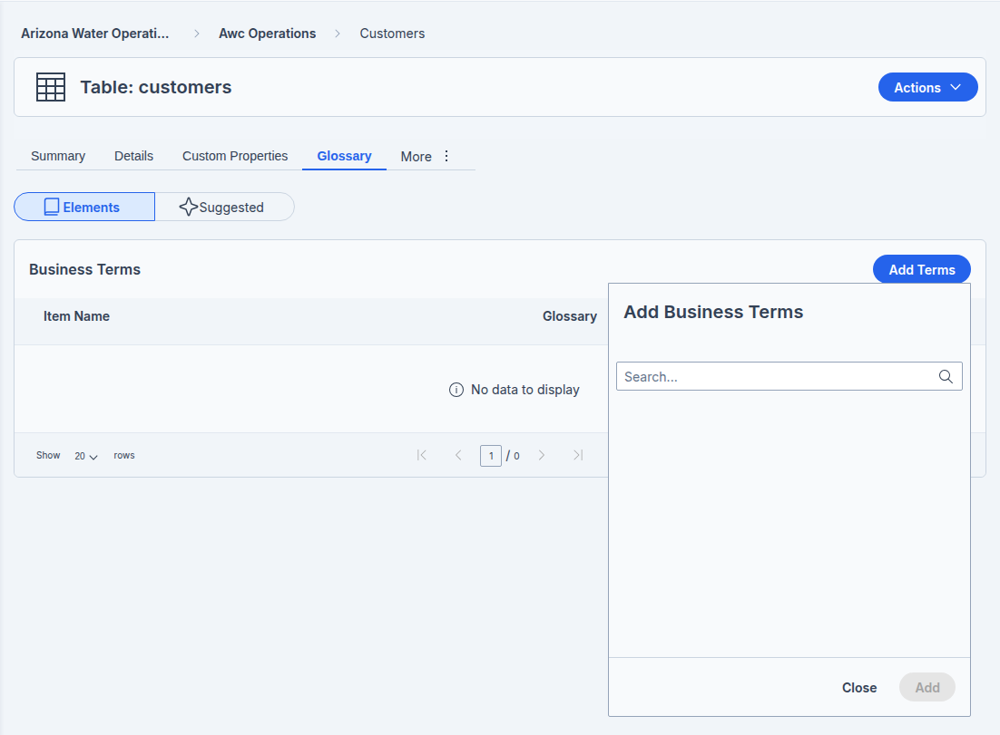 Arizona Water Operati... > Awc Operations > Customers
Table: customers
Actions
Summary Details Custom Properties Glossary More
Elements Suggested
Business Terms
Add Terms
Item Name Glossary
No data to display
Show 20 rows
1 / 0
Add Business Terms
Search...
Close Add